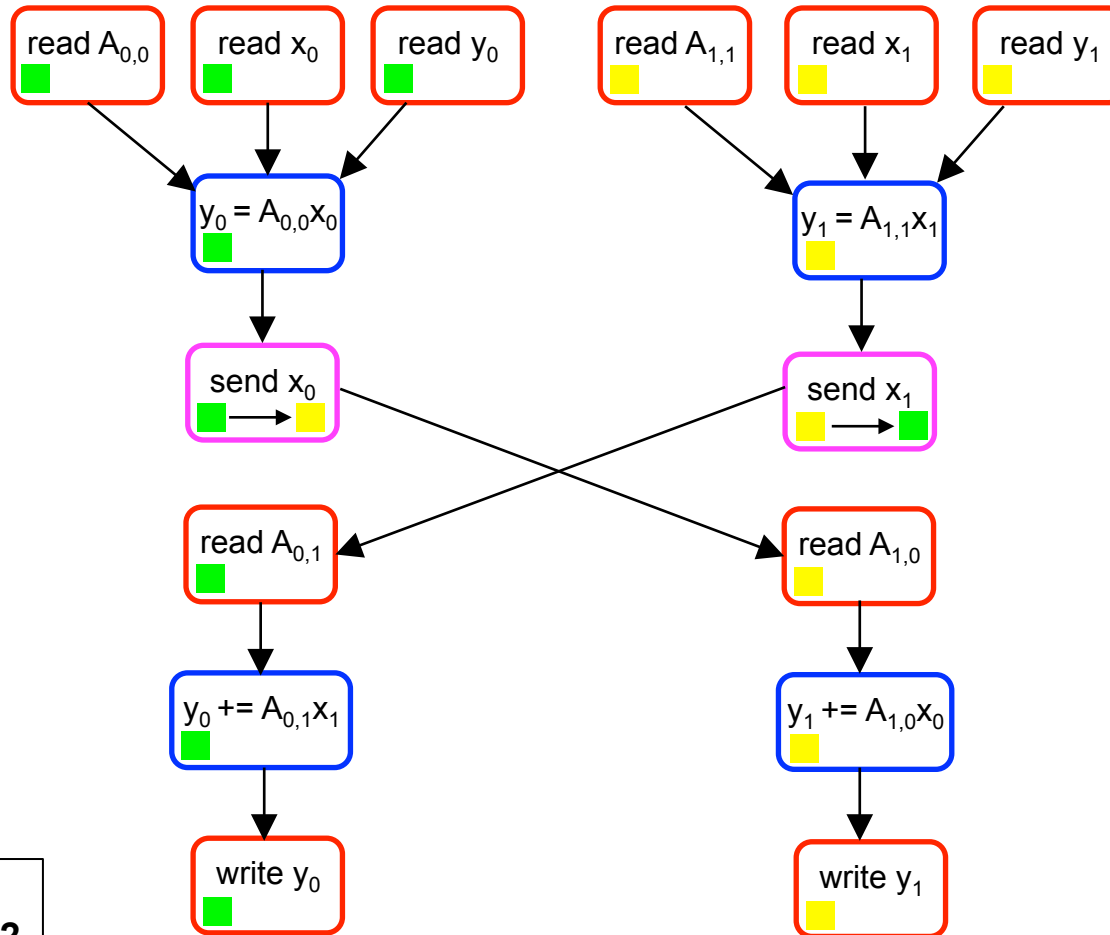 read A₀,₀
read x₀
read y₀
read A₁,₁
read x₁
read y₁
y₀ = A₀,₀x₀
y₁ = A₁,₁x₁
send x₀
send x₁
read A₀,₁
read A₁,₀
y₀ += A₀,₁x₁
y₁ += A₁,₀x₀
write y₀
write y₁
2